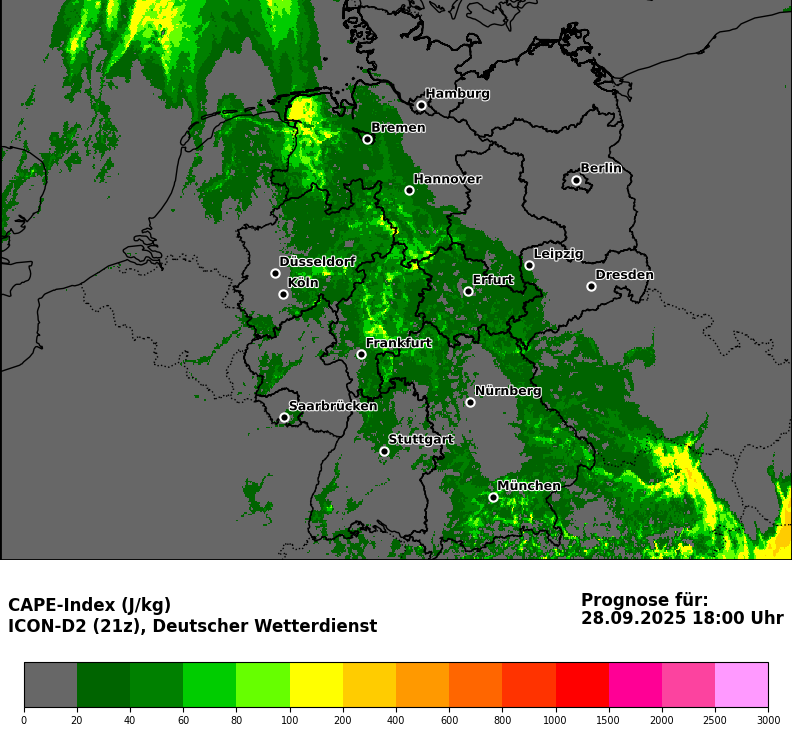 Hamburg
Bremen
Berlin
Hannover
Leipzig
Düsseldorf
Dresden
Erfurt
Köln
Frankfurt
Nürnberg
Saarbrücken
Stuttgart
München
CAPE-Index (J/kg)
ICON-D2 (21z), Deutscher Wetterdienst
Prognose für:
28.09.2025 18:00 Uhr
0 20 40 60 80 100 200 400 600 800 1000 1500 2000 2500 3000